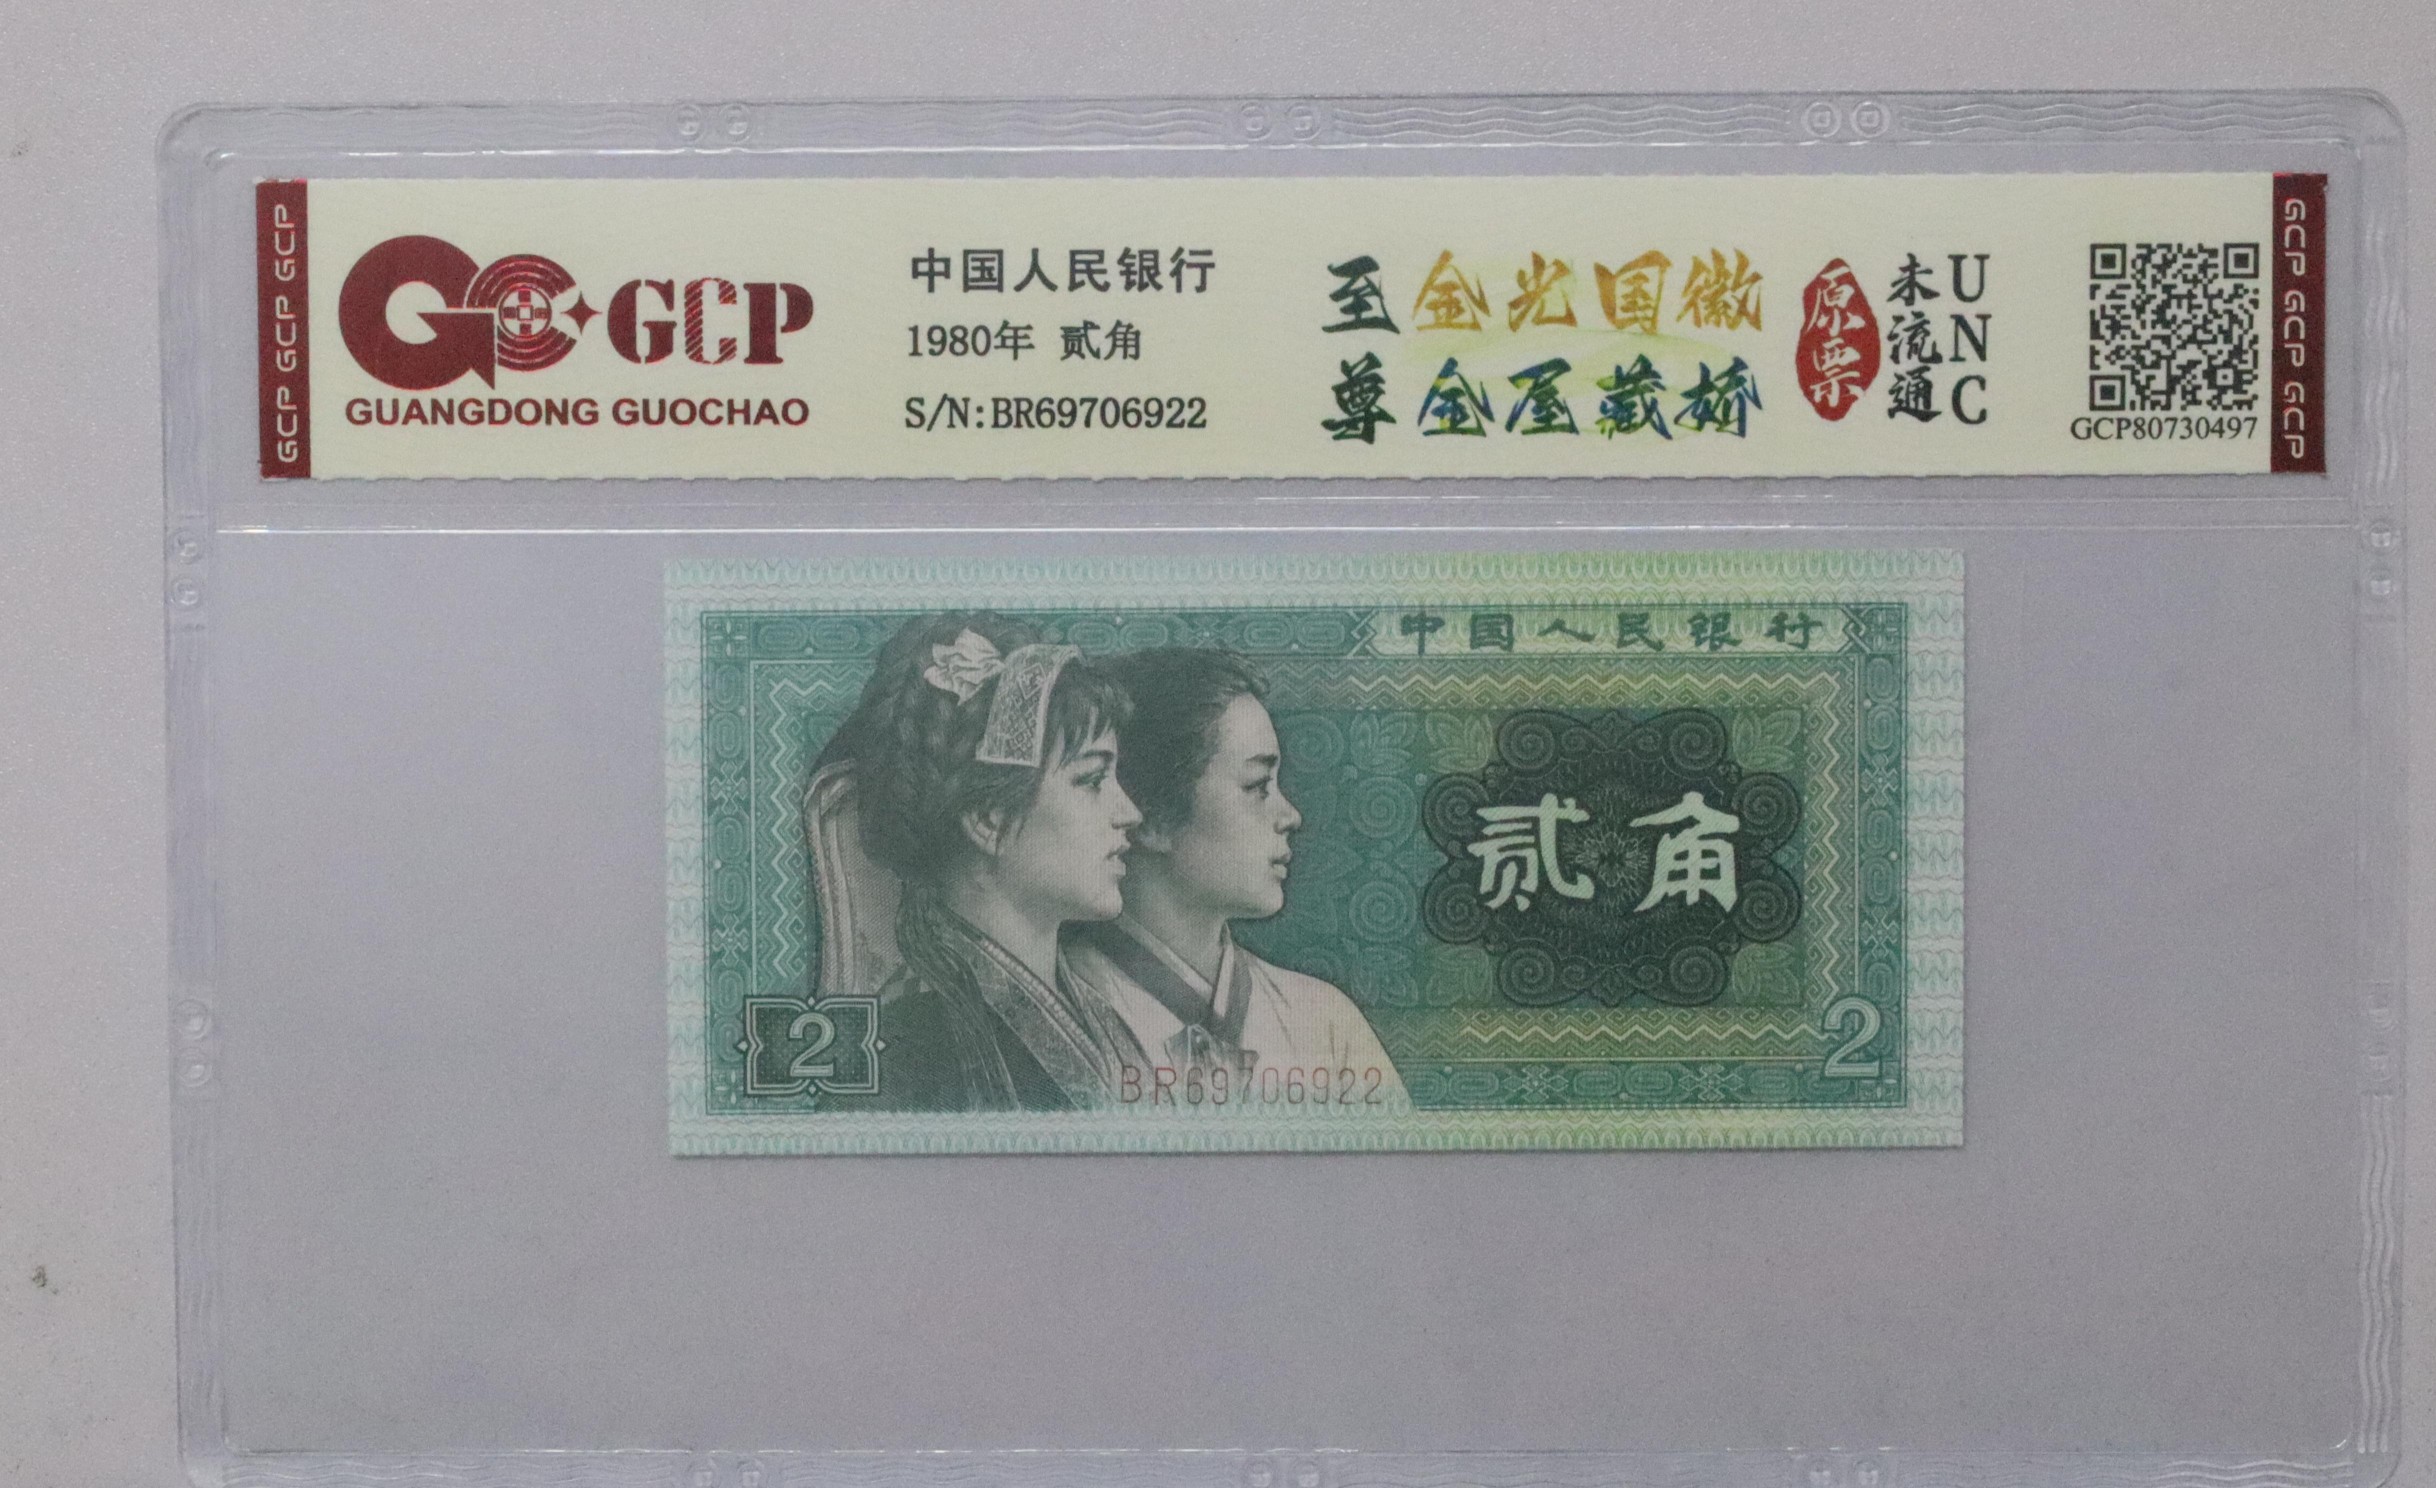 GCP GCP GCP
GCP
GUANGDONG GUOCHAO
中国人民银行
1980年 贰角
S/N:BR69706922
至尊
金光国徽
金屋藏娇
原票
未流通
UNC
GCP80730497
GCP GCP GCP
中国人民银行
贰角
2
BR69706922
2